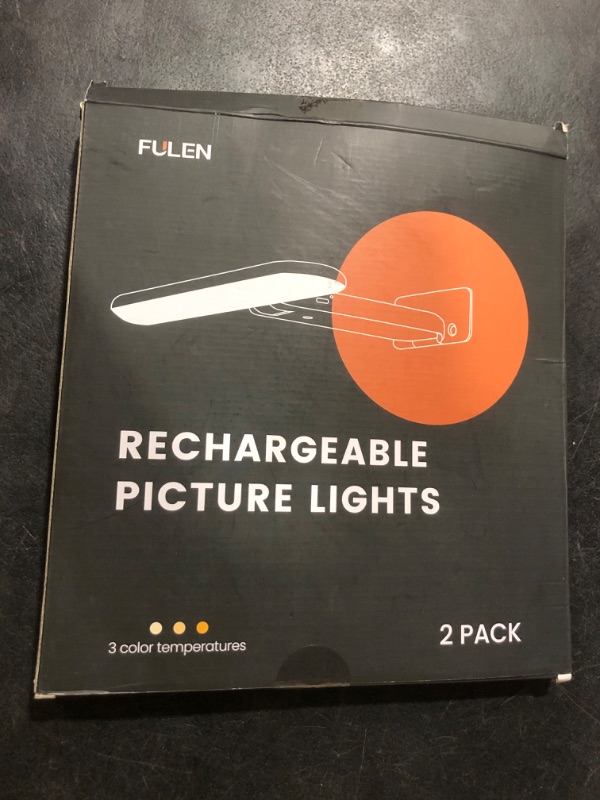 FULEN
RECHARGEABLE
PICTURE LIGHTS
3 color temperatures
2 PACK